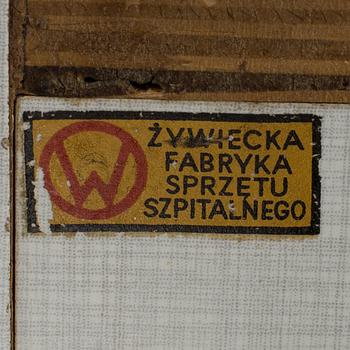 W
ŻYWIECKA
FABRYKA
SPRZĘTU
SZPITALNEGO